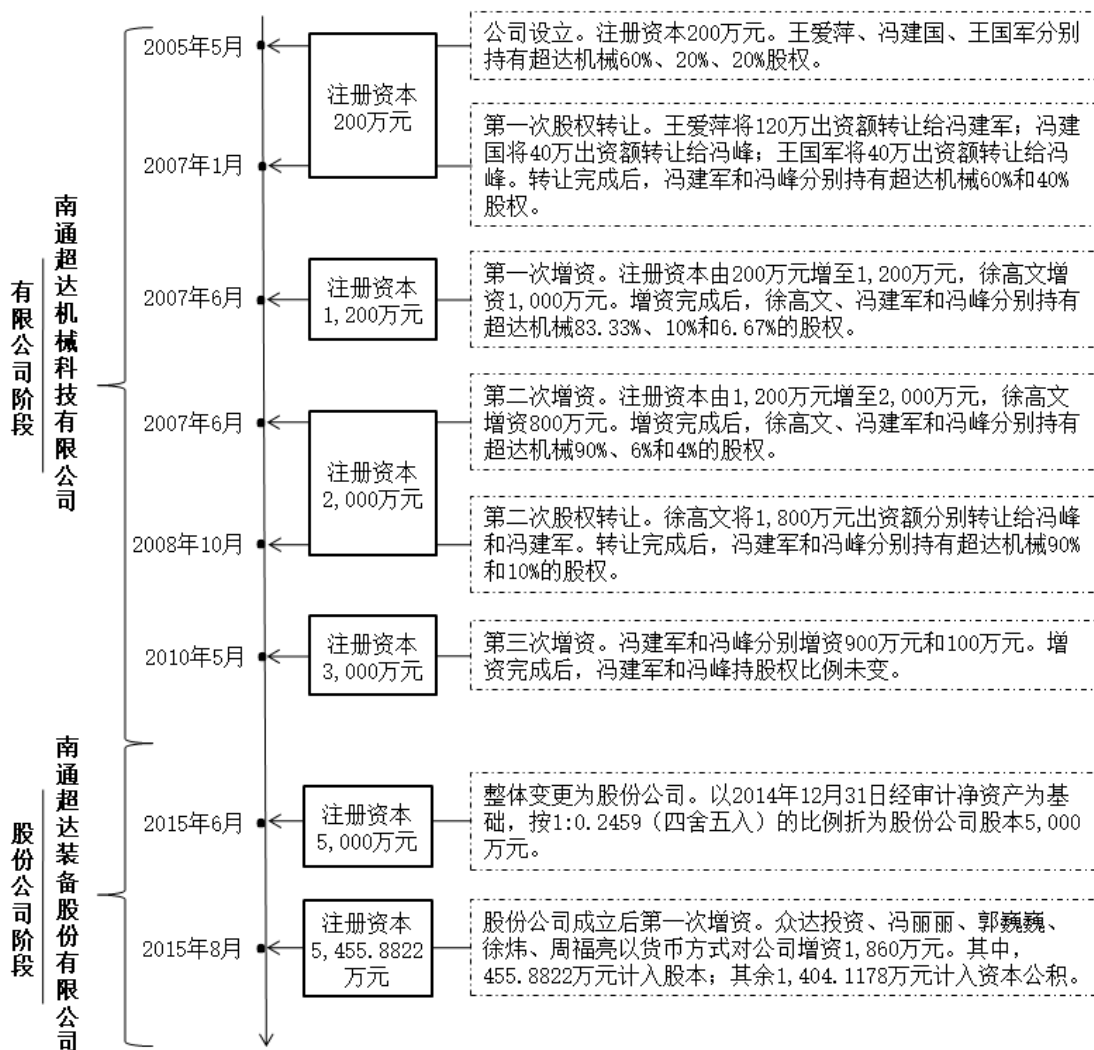 有限公司阶段
南通超达机械科技有限公司
2005年5月
注册资本
200万元
公司设立。注册资本200万元。王爱萍、冯建国、王国军分别
持有超达机械60%、20%、20%股权。
2007年1月
第一次股权转让。王爱萍将120万出资额转让给冯建军；冯建
国将40万出资额转让给冯峰；王国军将40万出资额转让给冯
峰。转让完成后，冯建军和冯峰分别持有超达机械60%和40%
股权。
2007年6月
注册资本
1,200万元
第一次增资。注册资本由200万元增至1,200万元，徐高文增
资1,000万元。增资完成后，徐高文、冯建军和冯峰分别持有
超达机械83.33%、10%和6.67%的股权。
2007年6月
注册资本
2,000万元
第二次增资。注册资本由1,200万元增至2,000万元，徐高文
增资800万元。增资完成后，徐高文、冯建军和冯峰分别持有
超达机械90%、6%和4%的股权。
2008年10月
第二次股权转让。徐高文将1,800万元出资额分别转让给冯峰
和冯建军。转让完成后，冯建军和冯峰分别持有超达机械90%
和10%的股权。
2010年5月
注册资本
3,000万元
第三次增资。冯建军和冯峰分别增资900万元和100万元。增
资完成后，冯建军和冯峰持股权比例未变。
股份公司阶段
南通超达装备股份有限公司
2015年6月
注册资本
5,000万元
整体变更为股份公司。以2014年12月31日经审计净资产为基
础，按1:0.2459（四舍五入）的比例折为股份公司股本5,000
万元。
2015年8月
注册资本
5,455.8822
万元
股份公司成立后第一次增资。众达投资、冯丽丽、郭巍巍、
徐炜、周福亮以货币方式对公司增资1,860万元。其中，
455.8822万元计入股本；其余1,404.1178万元计入资本公积。